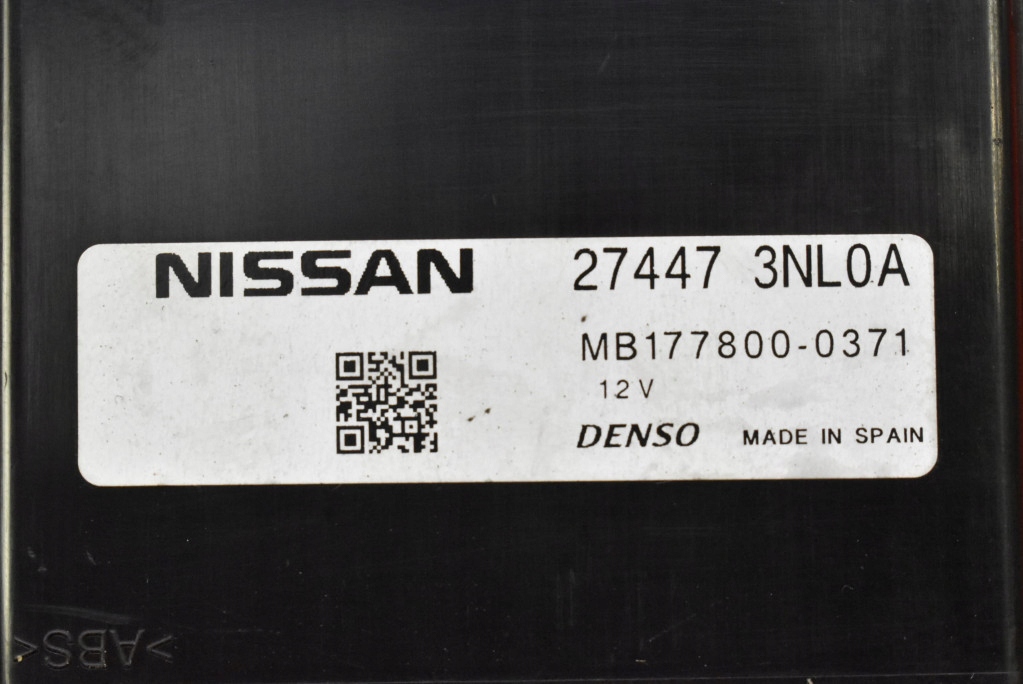 NISSAN 27447 3NL0A
MB177800-0371
12V
DENSO MADE IN SPAIN
>ABS<